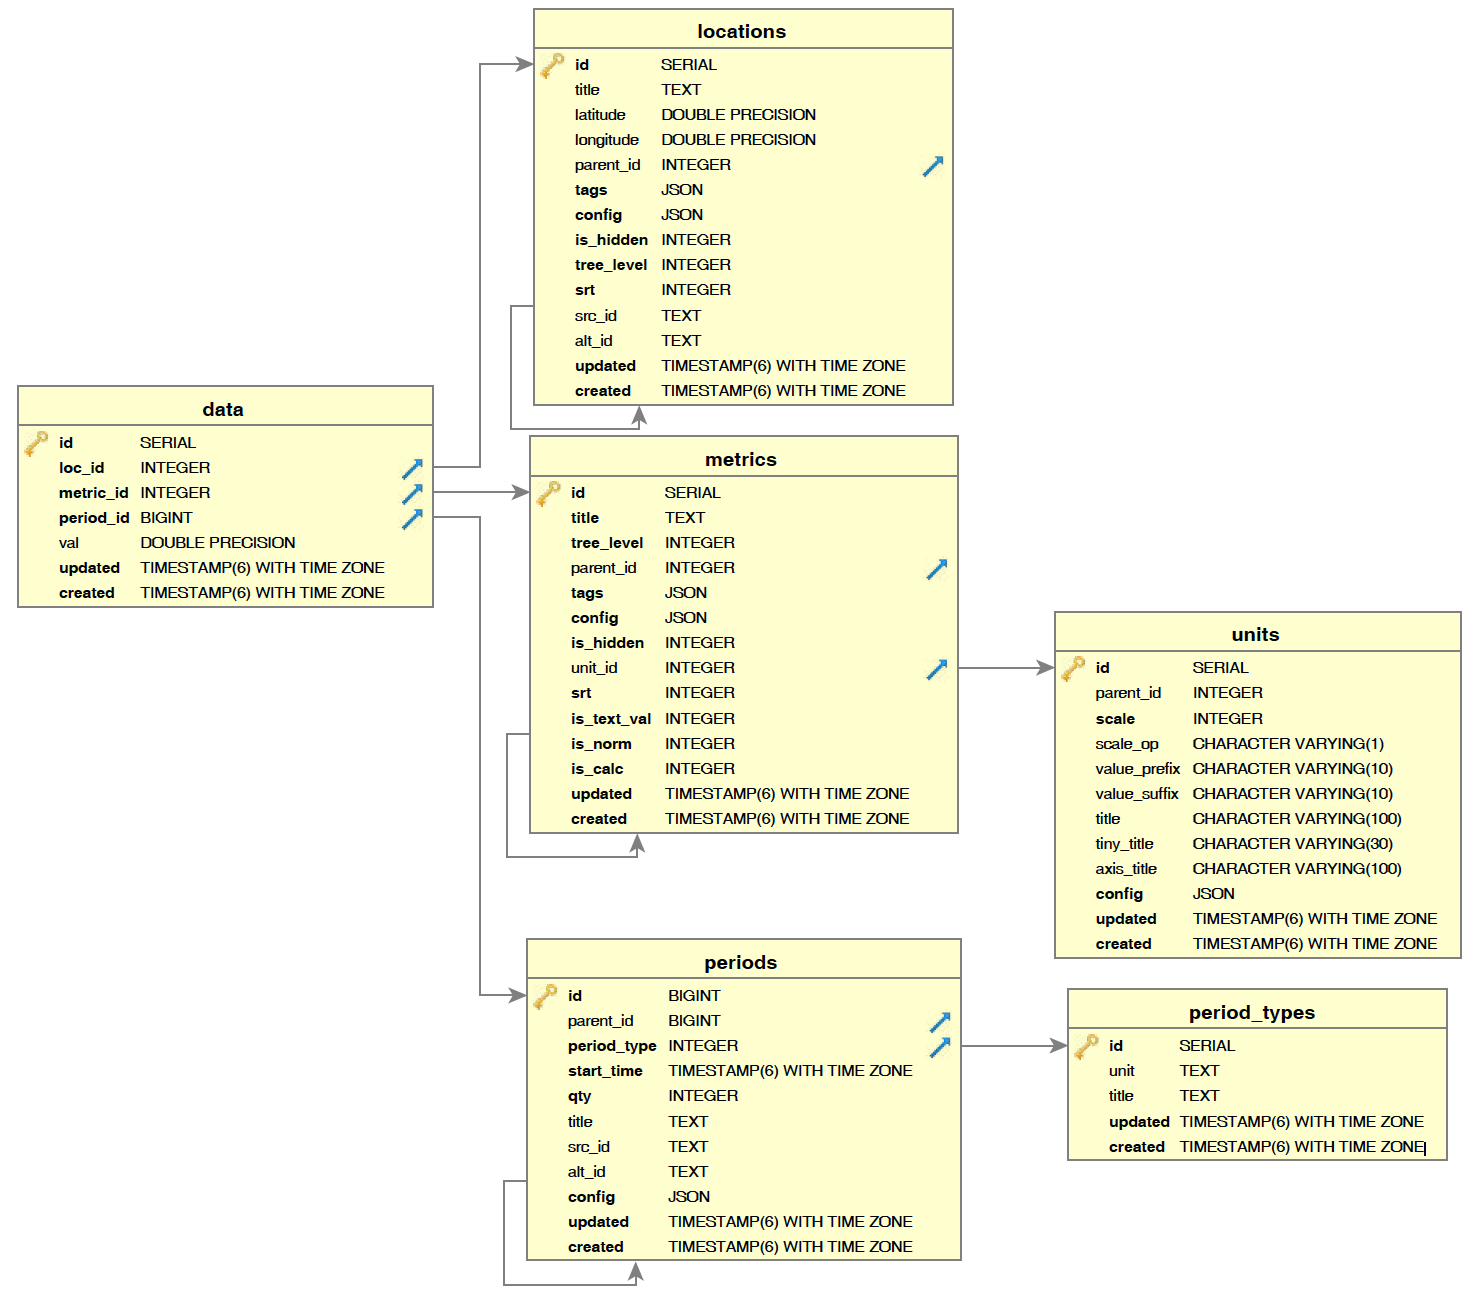 locations
id SERIAL
title TEXT
latitude DOUBLE PRECISION
longitude DOUBLE PRECISION
parent_id INTEGER
tags JSON
config JSON
is_hidden INTEGER
tree_level INTEGER
srt INTEGER
src_id TEXT
alt_id TEXT
updated TIMESTAMP(6) WITH TIME ZONE
created TIMESTAMP(6) WITH TIME ZONE
data
id SERIAL
loc_id INTEGER
metric_id INTEGER
period_id BIGINT
val DOUBLE PRECISION
updated TIMESTAMP(6) WITH TIME ZONE
created TIMESTAMP(6) WITH TIME ZONE
metrics
id SERIAL
title TEXT
tree_level INTEGER
parent_id INTEGER
tags JSON
config JSON
is_hidden INTEGER
unit_id INTEGER
srt INTEGER
is_text_val INTEGER
is_norm INTEGER
is_calc INTEGER
updated TIMESTAMP(6) WITH TIME ZONE
created TIMESTAMP(6) WITH TIME ZONE
units
id SERIAL
parent_id INTEGER
scale INTEGER
scale_op CHARACTER VARYING(1)
value_prefix CHARACTER VARYING(10)
value_suffix CHARACTER VARYING(10)
title CHARACTER VARYING(100)
tiny_title CHARACTER VARYING(30)
axis_title CHARACTER VARYING(100)
config JSON
updated TIMESTAMP(6) WITH TIME ZONE
created TIMESTAMP(6) WITH TIME ZONE
periods
id BIGINT
parent_id BIGINT
period_type INTEGER
start_time TIMESTAMP(6) WITH TIME ZONE
qty INTEGER
title TEXT
src_id TEXT
alt_id TEXT
config JSON
updated TIMESTAMP(6) WITH TIME ZONE
created TIMESTAMP(6) WITH TIME ZONE
period_types
id SERIAL
unit TEXT
title TEXT
updated TIMESTAMP(6) WITH TIME ZONE
created TIMESTAMP(6) WITH TIME ZONE